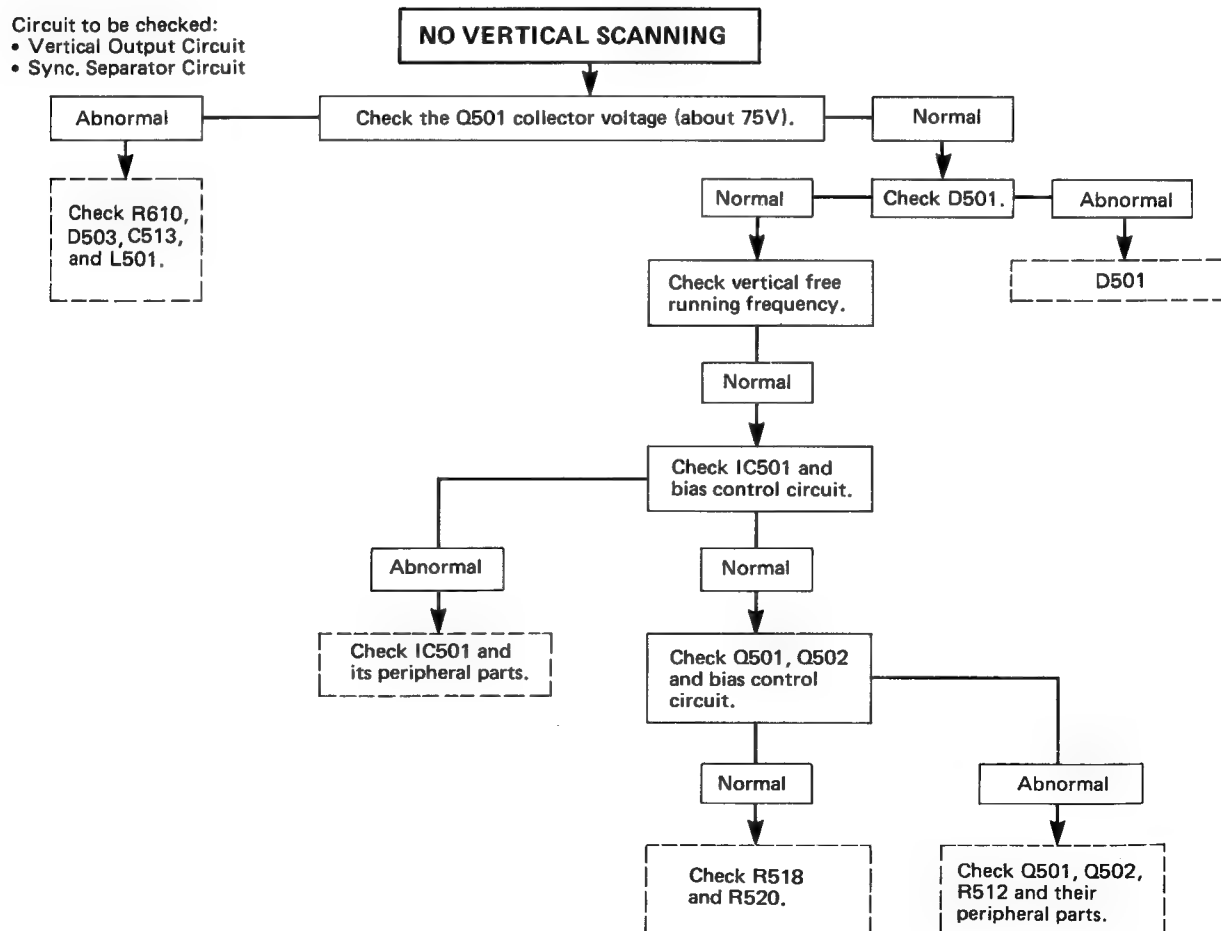 Circuit to be checked:
• Vertical Output Circuit
• Sync. Separator Circuit
NO VERTICAL SCANNING
Abnormal
Check the Q501 collector voltage (about 75V).
Normal
Check R610,
D503, C513,
and L501.
Normal
Check D501.
Abnormal
Check vertical free
running frequency.
D501
Normal
Check IC501 and
bias control circuit.
Abnormal
Normal
Check IC501 and
its peripheral parts.
Check Q501, Q502
and bias control
circuit.
Normal
Abnormal
Check R518
and R520.
Check Q501, Q502,
R512 and their
peripheral parts.